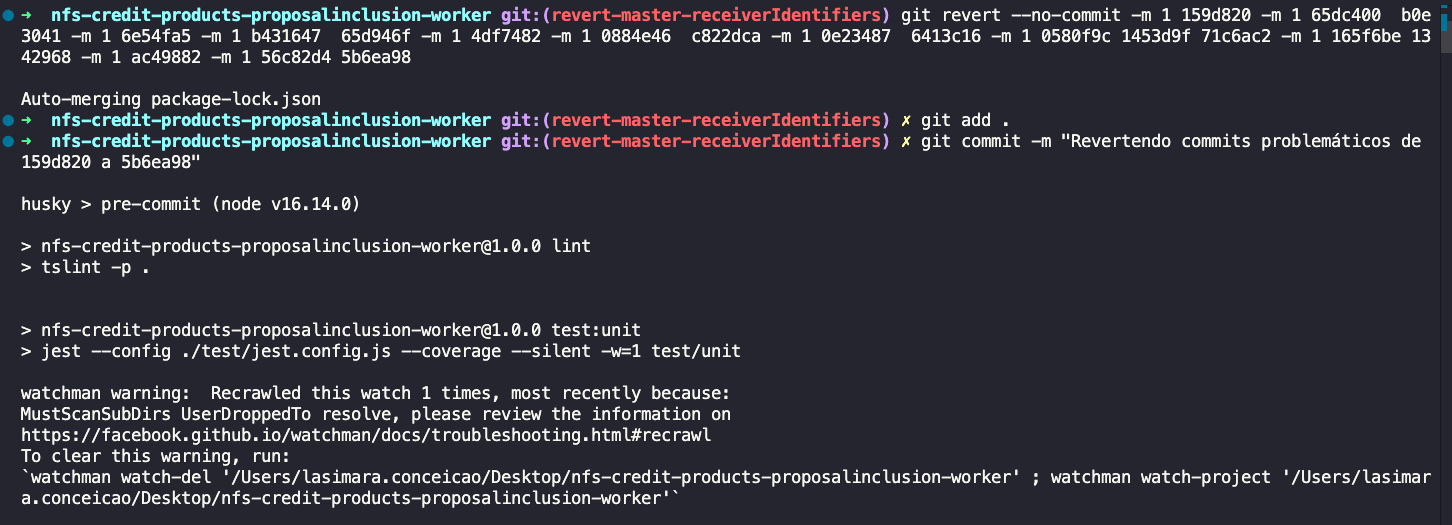 ➜  nfs-credit-products-proposalinclusion-worker git:(revert-master-receiverIdentifiers) git revert --no-commit -m 1 159d820 -m 1 65dc400  b0e
3041 -m 1 6e54fa5 -m 1 b431647  65d946f -m 1 4df7482 -m 1 0884e46  c822dca -m 1 0e23487  6413c16 -m 1 0580f9c 1453d9f 71c6ac2 -m 1 165f6be 13
42968 -m 1 ac49882 -m 1 56c82d4 5b6ea98
Auto-merging package-lock.json
➜  nfs-credit-products-proposalinclusion-worker git:(revert-master-receiverIdentifiers) ✗ git add .
➜  nfs-credit-products-proposalinclusion-worker git:(revert-master-receiverIdentifiers) ✗ git commit -m "Revertendo commits problemáticos de
159d820 a 5b6ea98"
husky > pre-commit (node v16.14.0)
> nfs-credit-products-proposalinclusion-worker@1.0.0 lint
> tslint -p .
> nfs-credit-products-proposalinclusion-worker@1.0.0 test:unit
> jest --config ./test/jest.config.js --coverage --silent -w=1 test/unit
watchman warning:  Recrawled this watch 1 times, most recently because:
MustScanSubDirs UserDroppedTo resolve, please review the information on
https://facebook.github.io/watchman/docs/troubleshooting.html#recrawl
To clear this warning, run:
`watchman watch-del '/Users/lasimara.conceicao/Desktop/nfs-credit-products-proposalinclusion-worker' ; watchman watch-project '/Users/lasimar
a.conceicao/Desktop/nfs-credit-products-proposalinclusion-worker'`